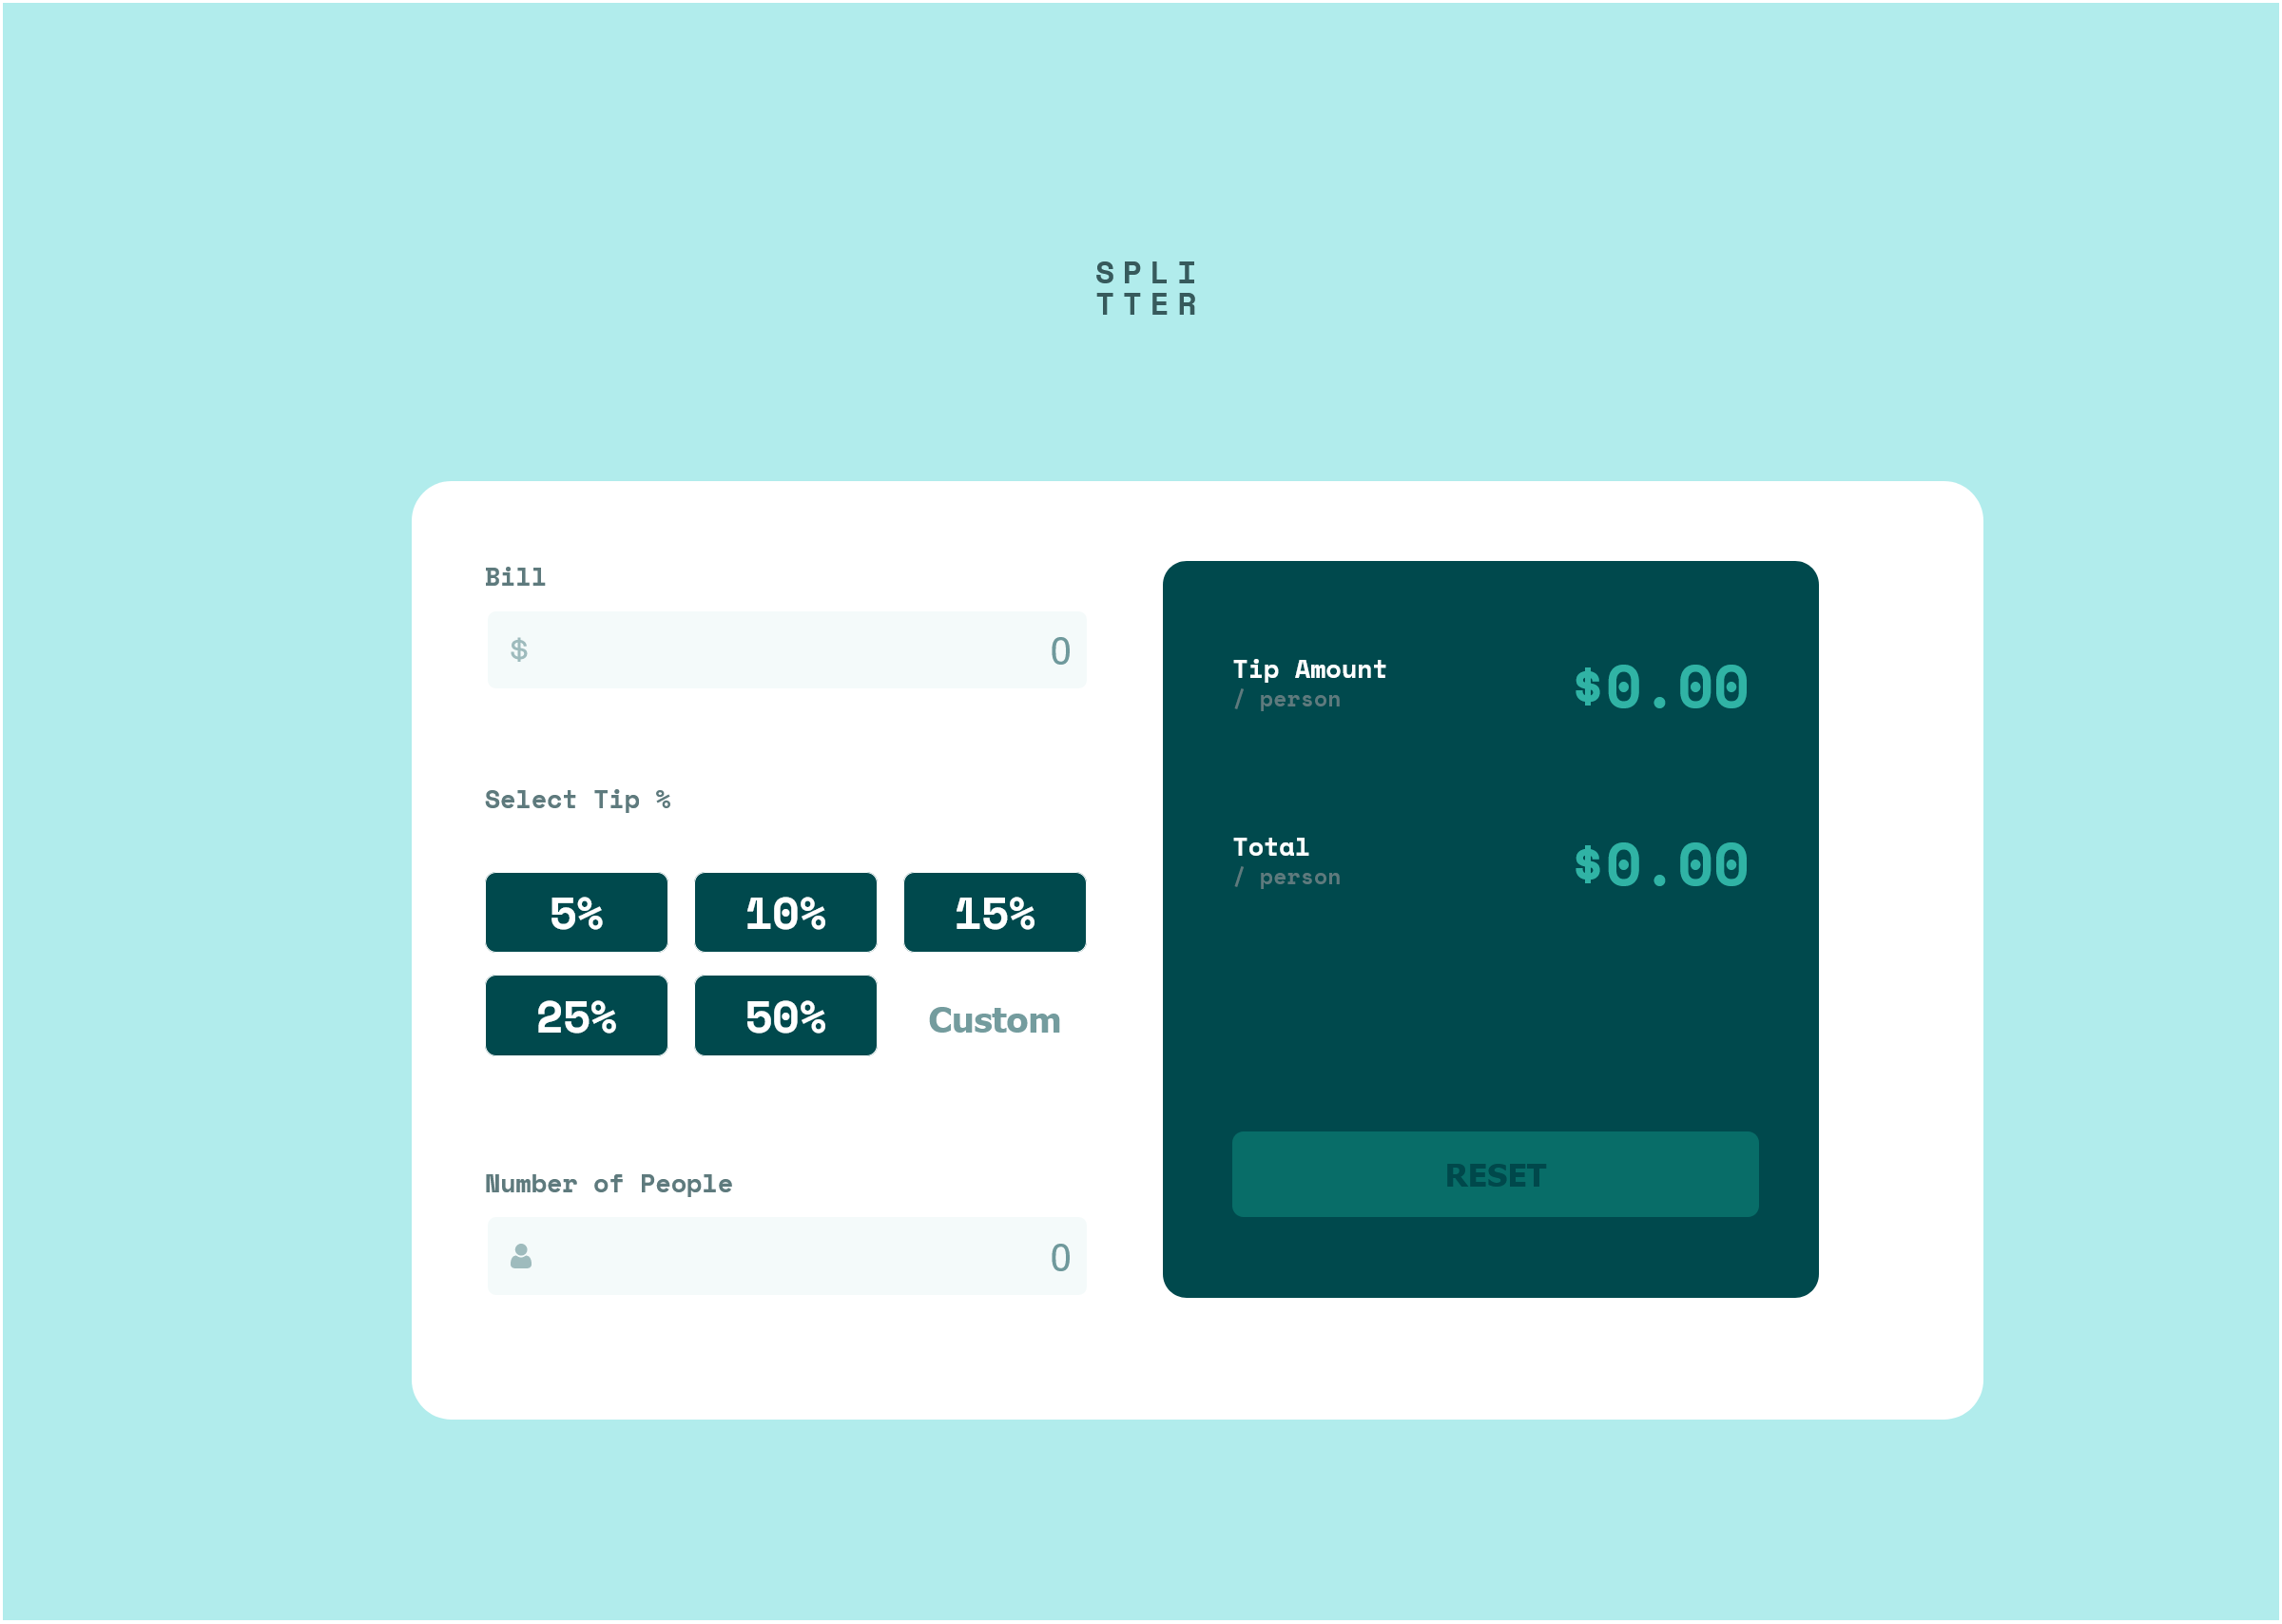 SPLI
TTER
Bill
$ 0
Select Tip %
5% 10% 15%
25% 50% Custom
Number of People
0
Tip Amount
/ person
$0.00
Total
/ person
$0.00
RESET